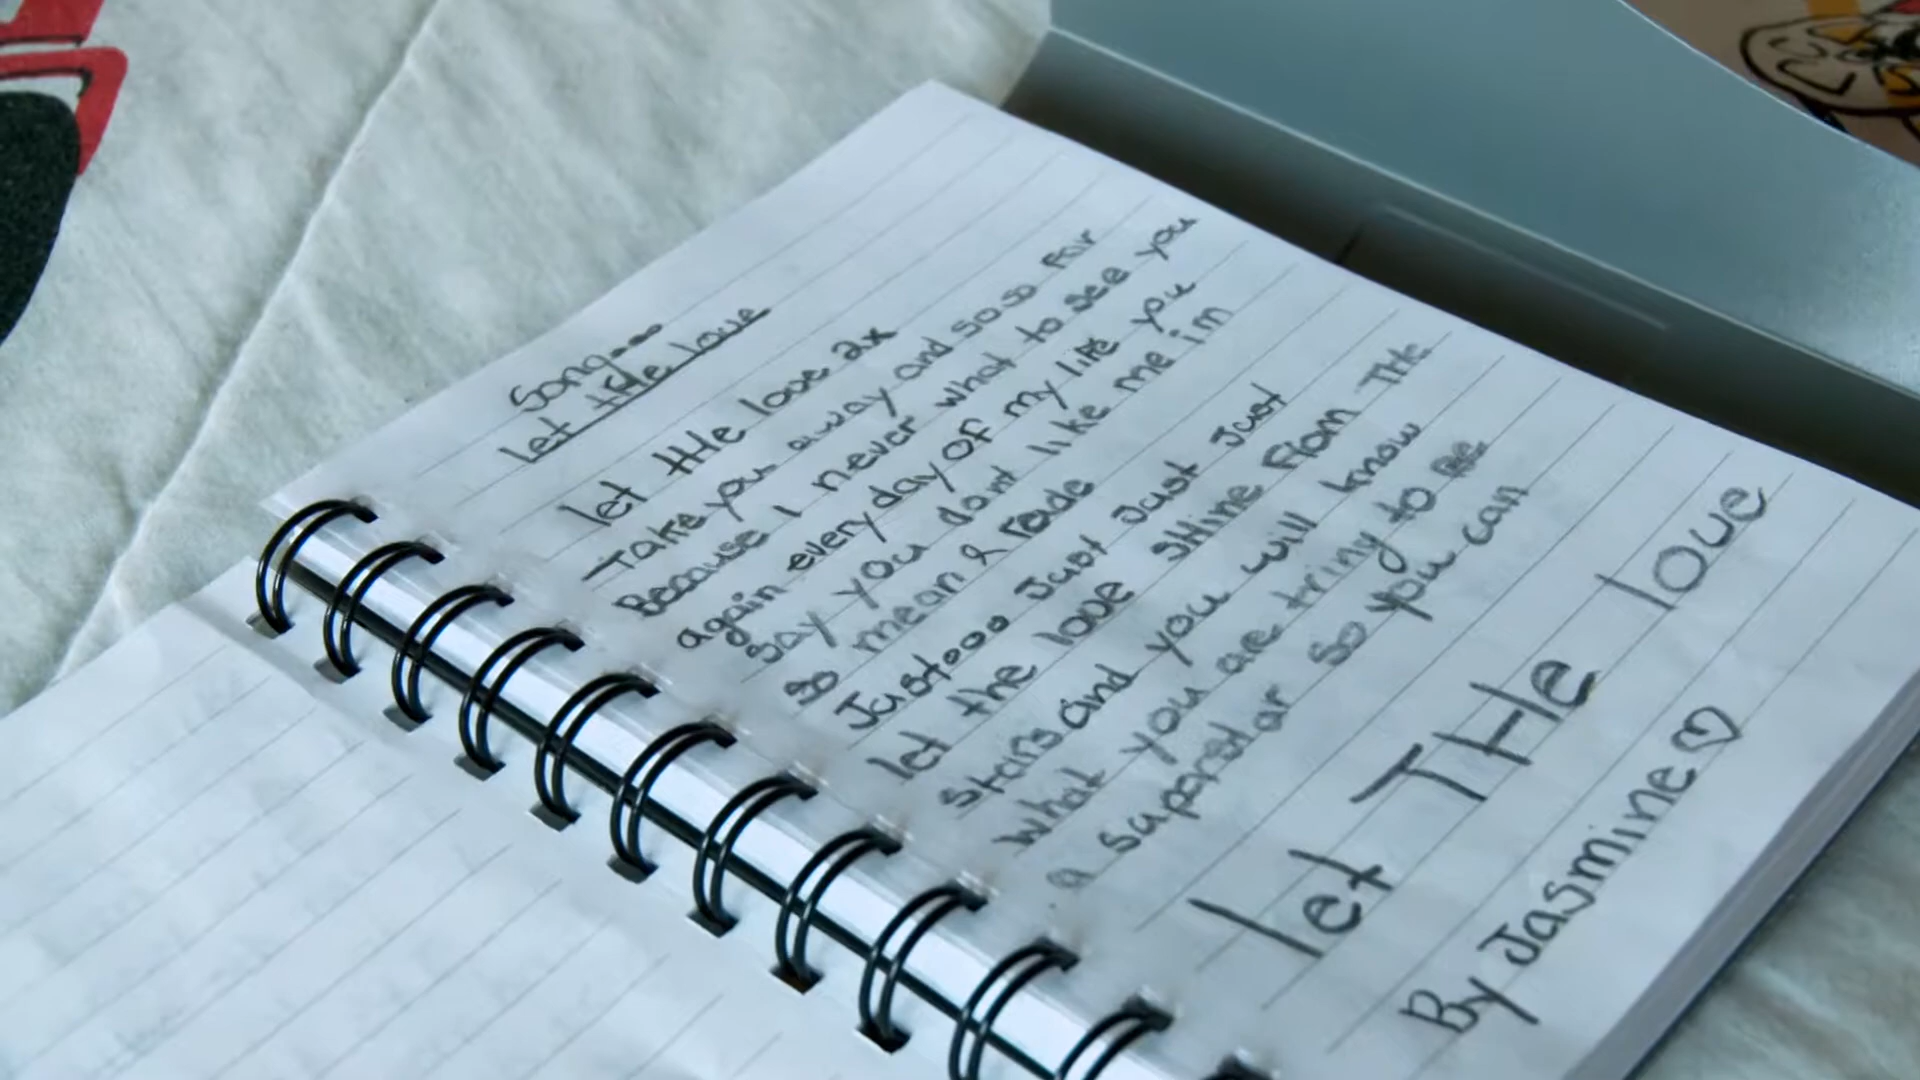 Song...
let tHe love
let tHe love 2x
Take you away and so so far
Because I never what to see you
again every day of my life you
say you dont like me im
so mean & rude
Justooo Just Just Just Just
let the love SHine from THe
stars and you will know
what you are tring to Be
a suporstar so you can
let THe love
By Jasmine♡